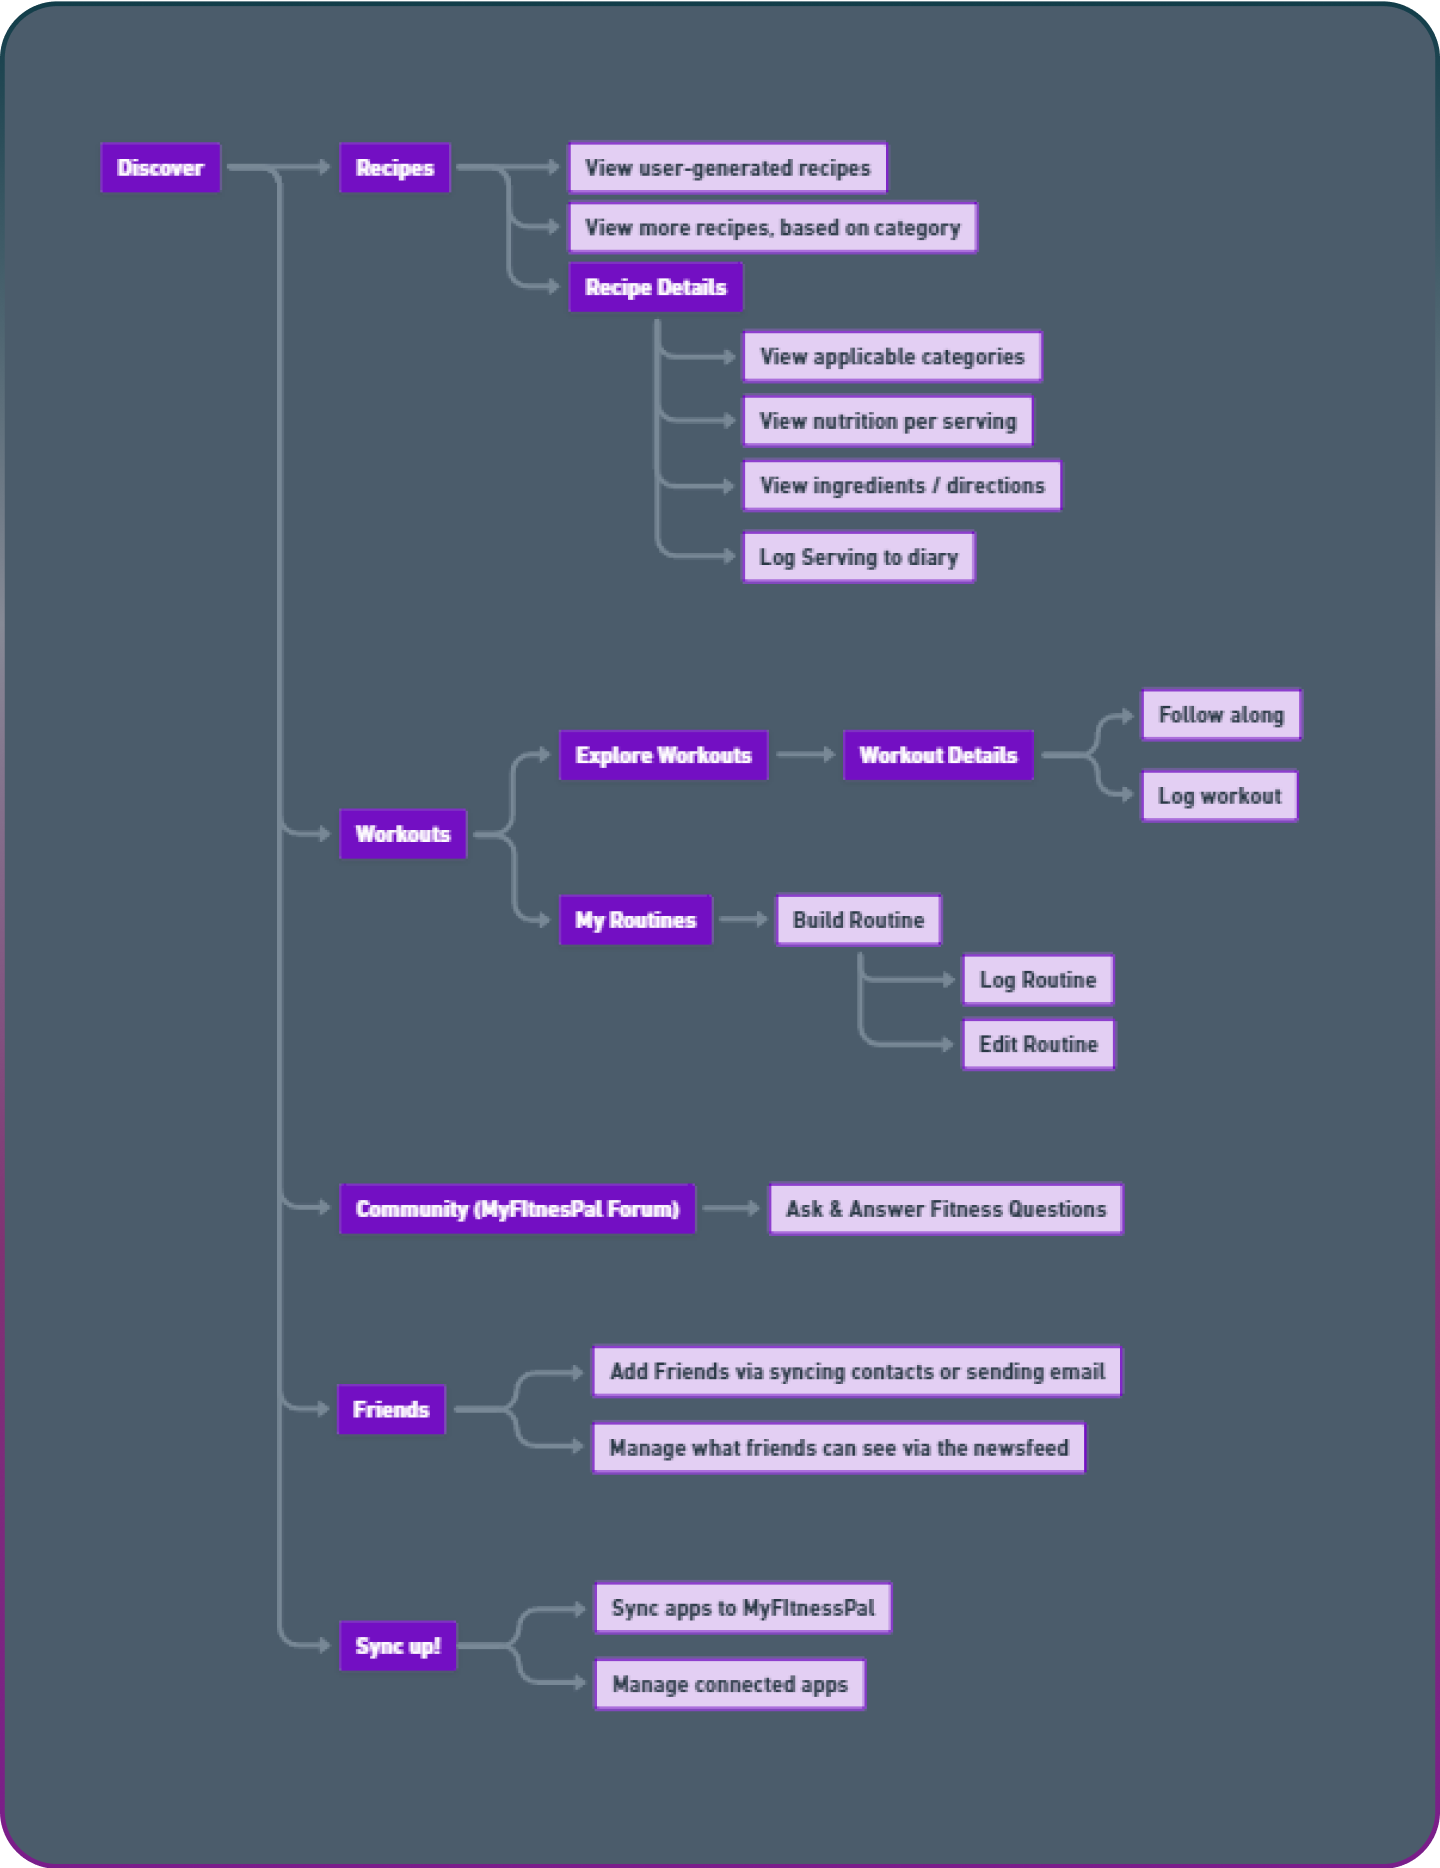 Discover
Recipes
View user-generated recipes
View more recipes, based on category
Recipe Details
View applicable categories
View nutrition per serving
View ingredients / directions
Log Serving to diary
Workouts
Explore Workouts
Workout Details
Follow along
Log workout
My Routines
Build Routine
Log Routine
Edit Routine
Community (MyFItnesPal Forum)
Ask & Answer Fitness Questions
Friends
Add Friends via syncing contacts or sending email
Manage what friends can see via the newsfeed
Sync up!
Sync apps to MyFItnessPal
Manage connected apps